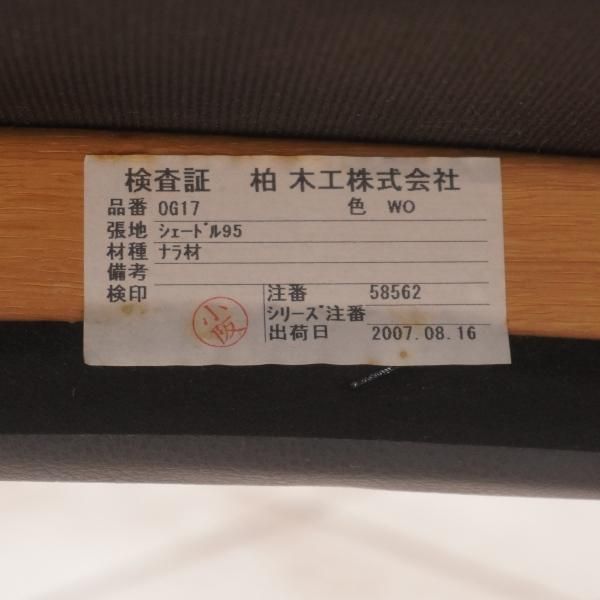 検査証 柏木工株式会社
品番 OG17 色 WO
張地 ｼｪｰﾄﾞﾙ95
材種 ﾅﾗ材
備考
検印 小阪 注番 58562
ｼﾘｰｽﾞ注番
出荷日 2007.08.16